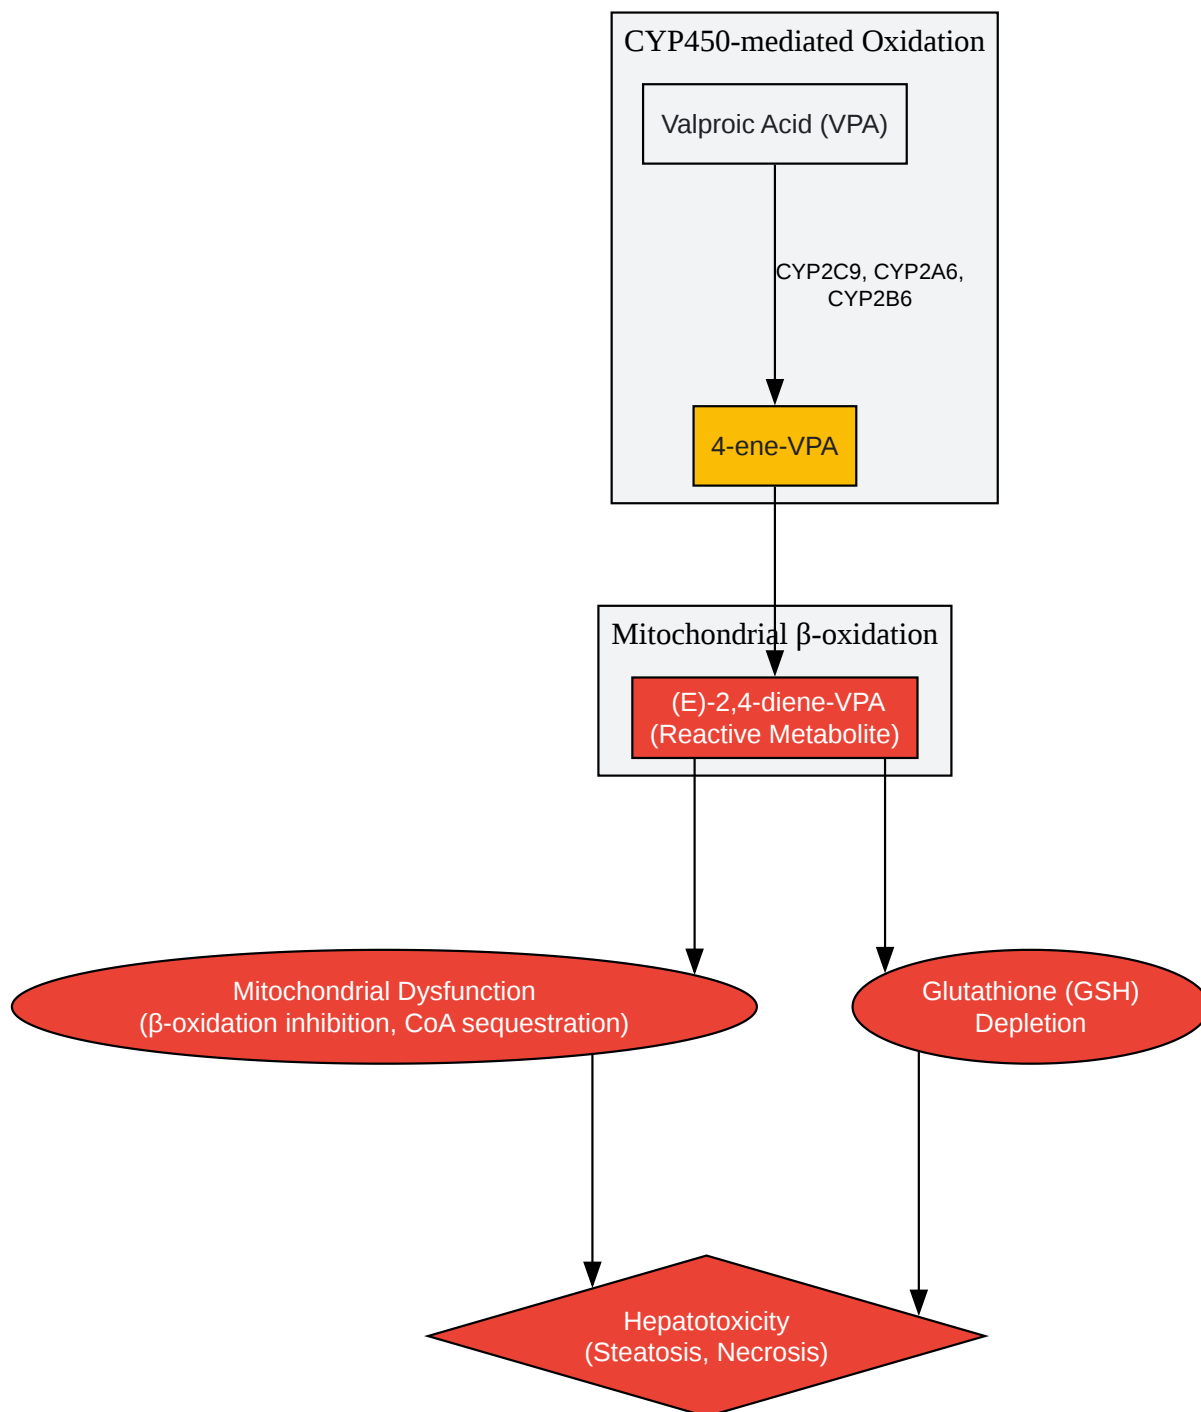 CYP450-mediated Oxidation
Valproic Acid (VPA)
CYP2C9, CYP2A6,
CYP2B6
4-ene-VPA
Mitochondrial β-oxidation
(E)-2,4-diene-VPA
(Reactive Metabolite)
Mitochondrial Dysfunction
(β-oxidation inhibition, CoA sequestration)
Glutathione (GSH)
Depletion
Hepatotoxicity
(Steatosis, Necrosis)